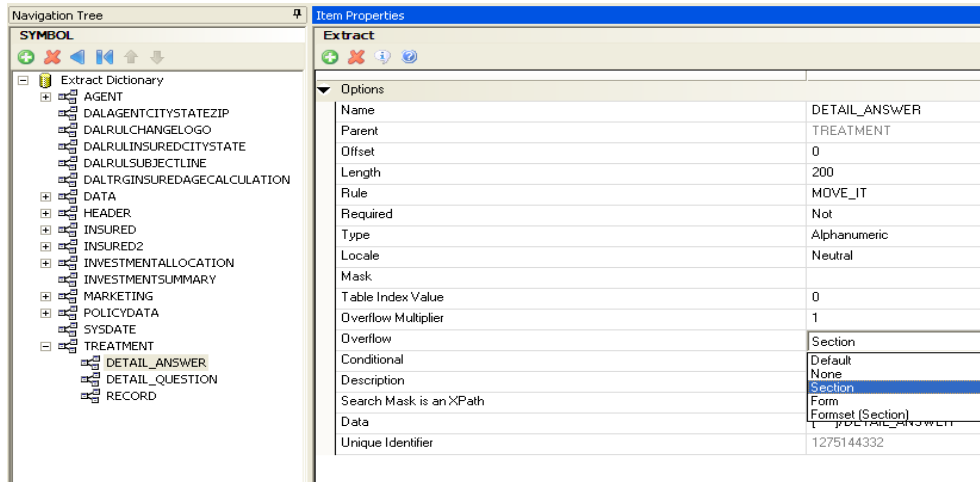 Navigation Tree
SYMBOL
Extract Dictionary
AGENT
DALAGENTCITYSTATEZIP
DALRULCHANGELOGO
DALRULINSUREDCITYSTATE
DALRULSUBJECTLINE
DALTRGINSUREDAGECALCULATION
DATA
HEADER
INSURED
INSURED2
INVESTMENTALLOCATION
INVESTMENTSUMMARY
MARKETING
POLICYDATA
SYSDATE
TREATMENT
DETAIL_ANSWER
DETAIL_QUESTION
RECORD
Item Properties
Extract
Options
Name DETAIL_ANSWER
Parent TREATMENT
Offset 0
Length 200
Rule MOVE_IT
Required Not
Type Alphanumeric
Locale Neutral
Mask
Table Index Value 0
Overflow Multiplier 1
Overflow Section
Conditional Default
None
Description Section
Search Mask is an XPath Form
Formset (Section)
Data ]/DETAIL_ANSWER
Unique Identifier 1275144332